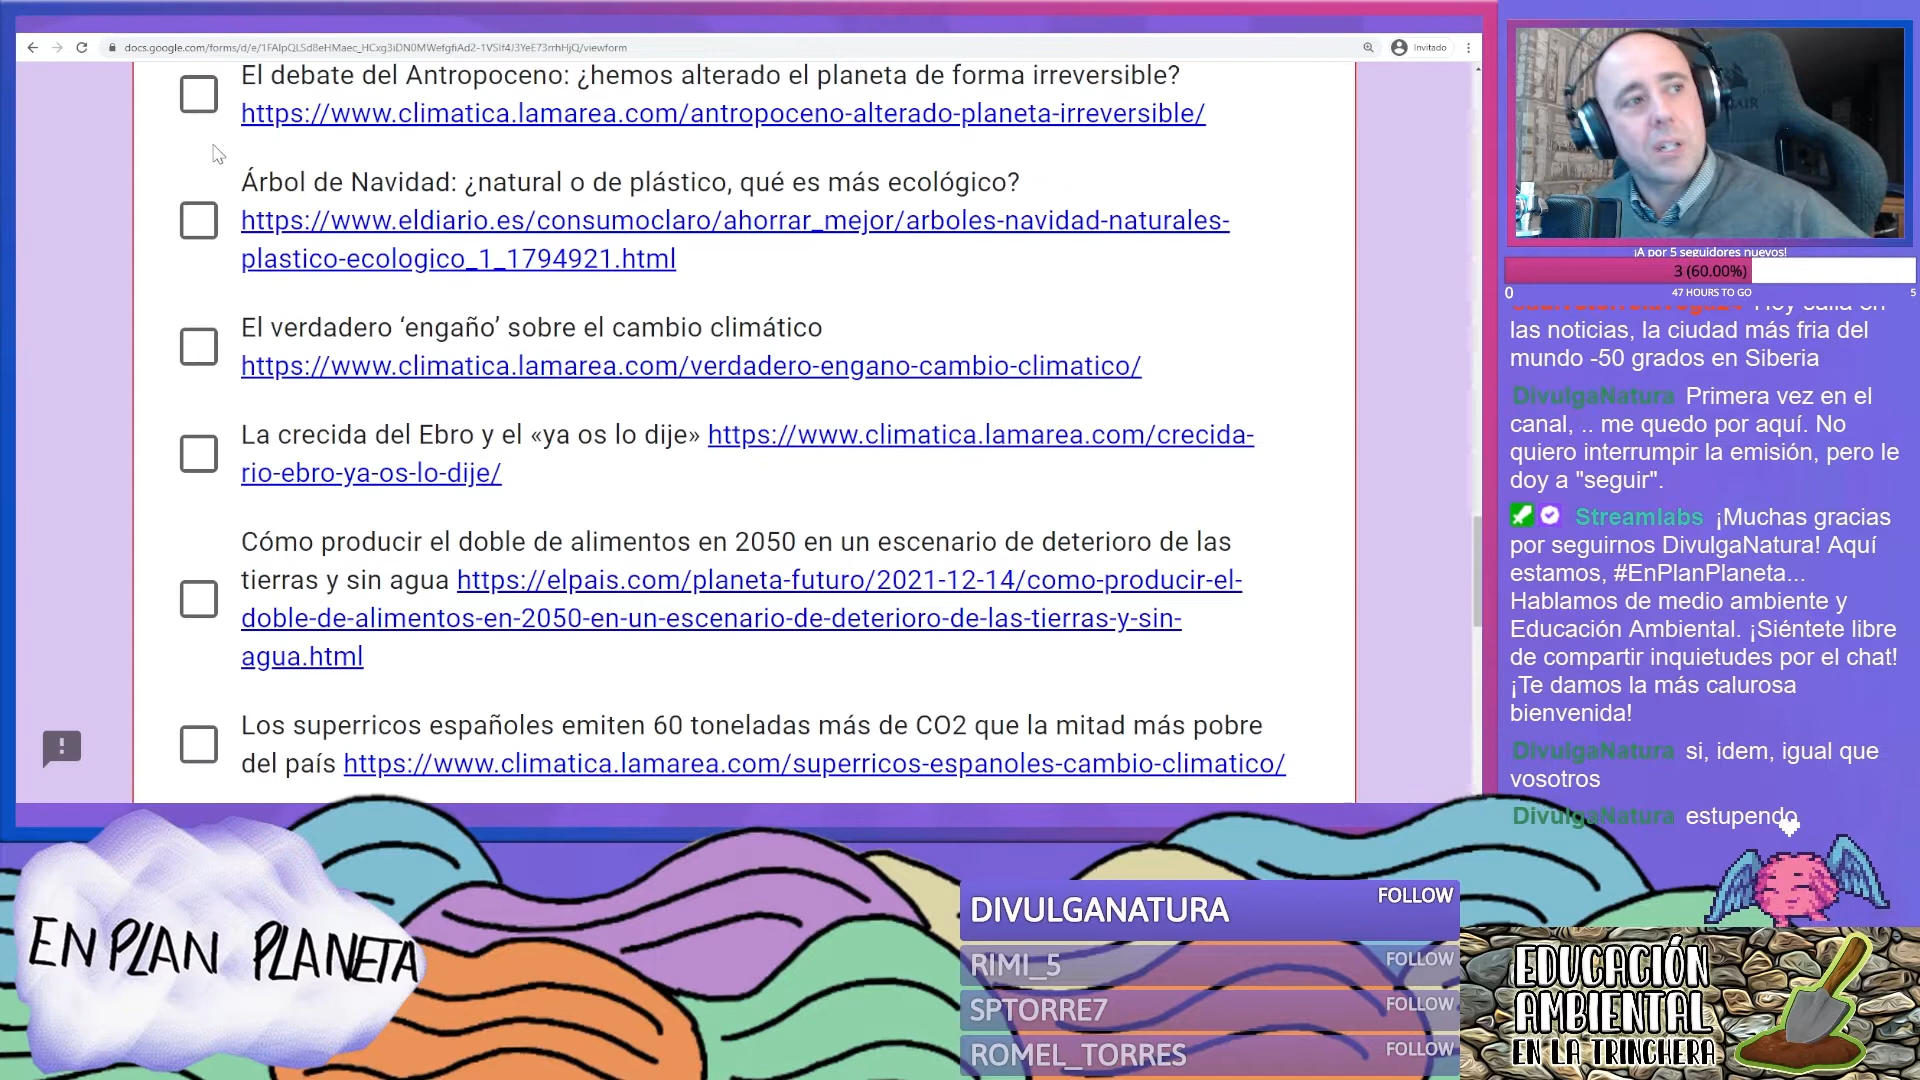 docs.google.com/forms/d/e/1FAIpQLSd8eHMaec_HCxg3iDN0MWefgfiAd2-1VSIf4J3YeE73rrhHjQ/viewform
Invitado
El debate del Antropoceno: ¿hemos alterado el planeta de forma irreversible?
https://www.climatica.lamarea.com/antropoceno-alterado-planeta-irreversible/
Árbol de Navidad: ¿natural o de plástico, qué es más ecológico?
https://www.eldiario.es/consumoclaro/ahorrar_mejor/arboles-navidad-naturales-
plastico-ecologico_1_1794921.html
El verdadero ‘engaño’ sobre el cambio climático
https://www.climatica.lamarea.com/verdadero-engano-cambio-climatico/
La crecida del Ebro y el «ya os lo dije» https://www.climatica.lamarea.com/crecida-
rio-ebro-ya-os-lo-dije/
Cómo producir el doble de alimentos en 2050 en un escenario de deterioro de las
tierras y sin agua https://elpais.com/planeta-futuro/2021-12-14/como-producir-el-
doble-de-alimentos-en-2050-en-un-escenario-de-deterioro-de-las-tierras-y-sin-
agua.html
Los superricos españoles emiten 60 toneladas más de CO2 que la mitad más pobre
del país https://www.climatica.lamarea.com/superricos-espanoles-cambio-climatico/
¡A por 5 seguidores nuevos!
3 (60.00%)
0 47 HOURS TO GO 5
Hoy salía en
las noticias, la ciudad más fria del
mundo -50 grados en Siberia
DivulgaNatura Primera vez en el
canal, .. me quedo por aquí. No
quiero interrumpir la emisión, pero le
doy a "seguir".
Streamlabs ¡Muchas gracias
por seguirnos DivulgaNatura! Aquí
estamos, #EnPlanPlaneta...
Hablamos de medio ambiente y
Educación Ambiental. ¡Siéntete libre
de compartir inquietudes por el chat!
¡Te damos la más calurosa
bienvenida!
DivulgaNatura si, idem, igual que
vosotros
DivulgaNatura estupendo
EN PLAN PLANETA
DIVULGANATURA FOLLOW
RIMI_5 FOLLOW
SPTORRE7 FOLLOW
ROMEL_TORRES FOLLOW
EDUCACIÓN
AMBIENTAL
EN LA TRINCHERA